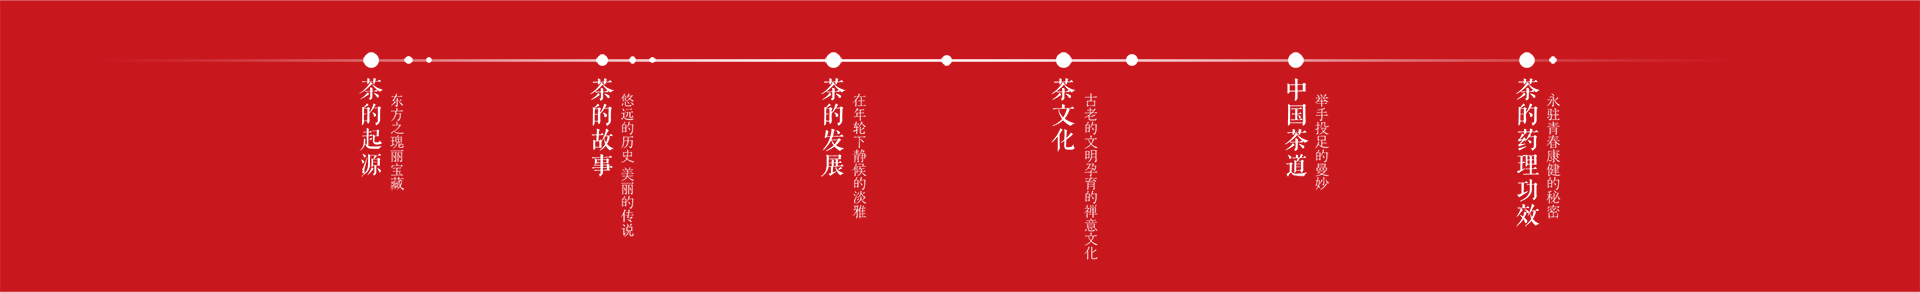 茶的起源
东方之瑰丽宝藏
茶的故事
悠远的历史 美丽的传说
茶的发展
在年轮下静候的淡雅
茶文化
古老的文明孕育的禅意文化
中国茶道
举手投足的曼妙
茶的药理功效
永驻青春康健的秘密